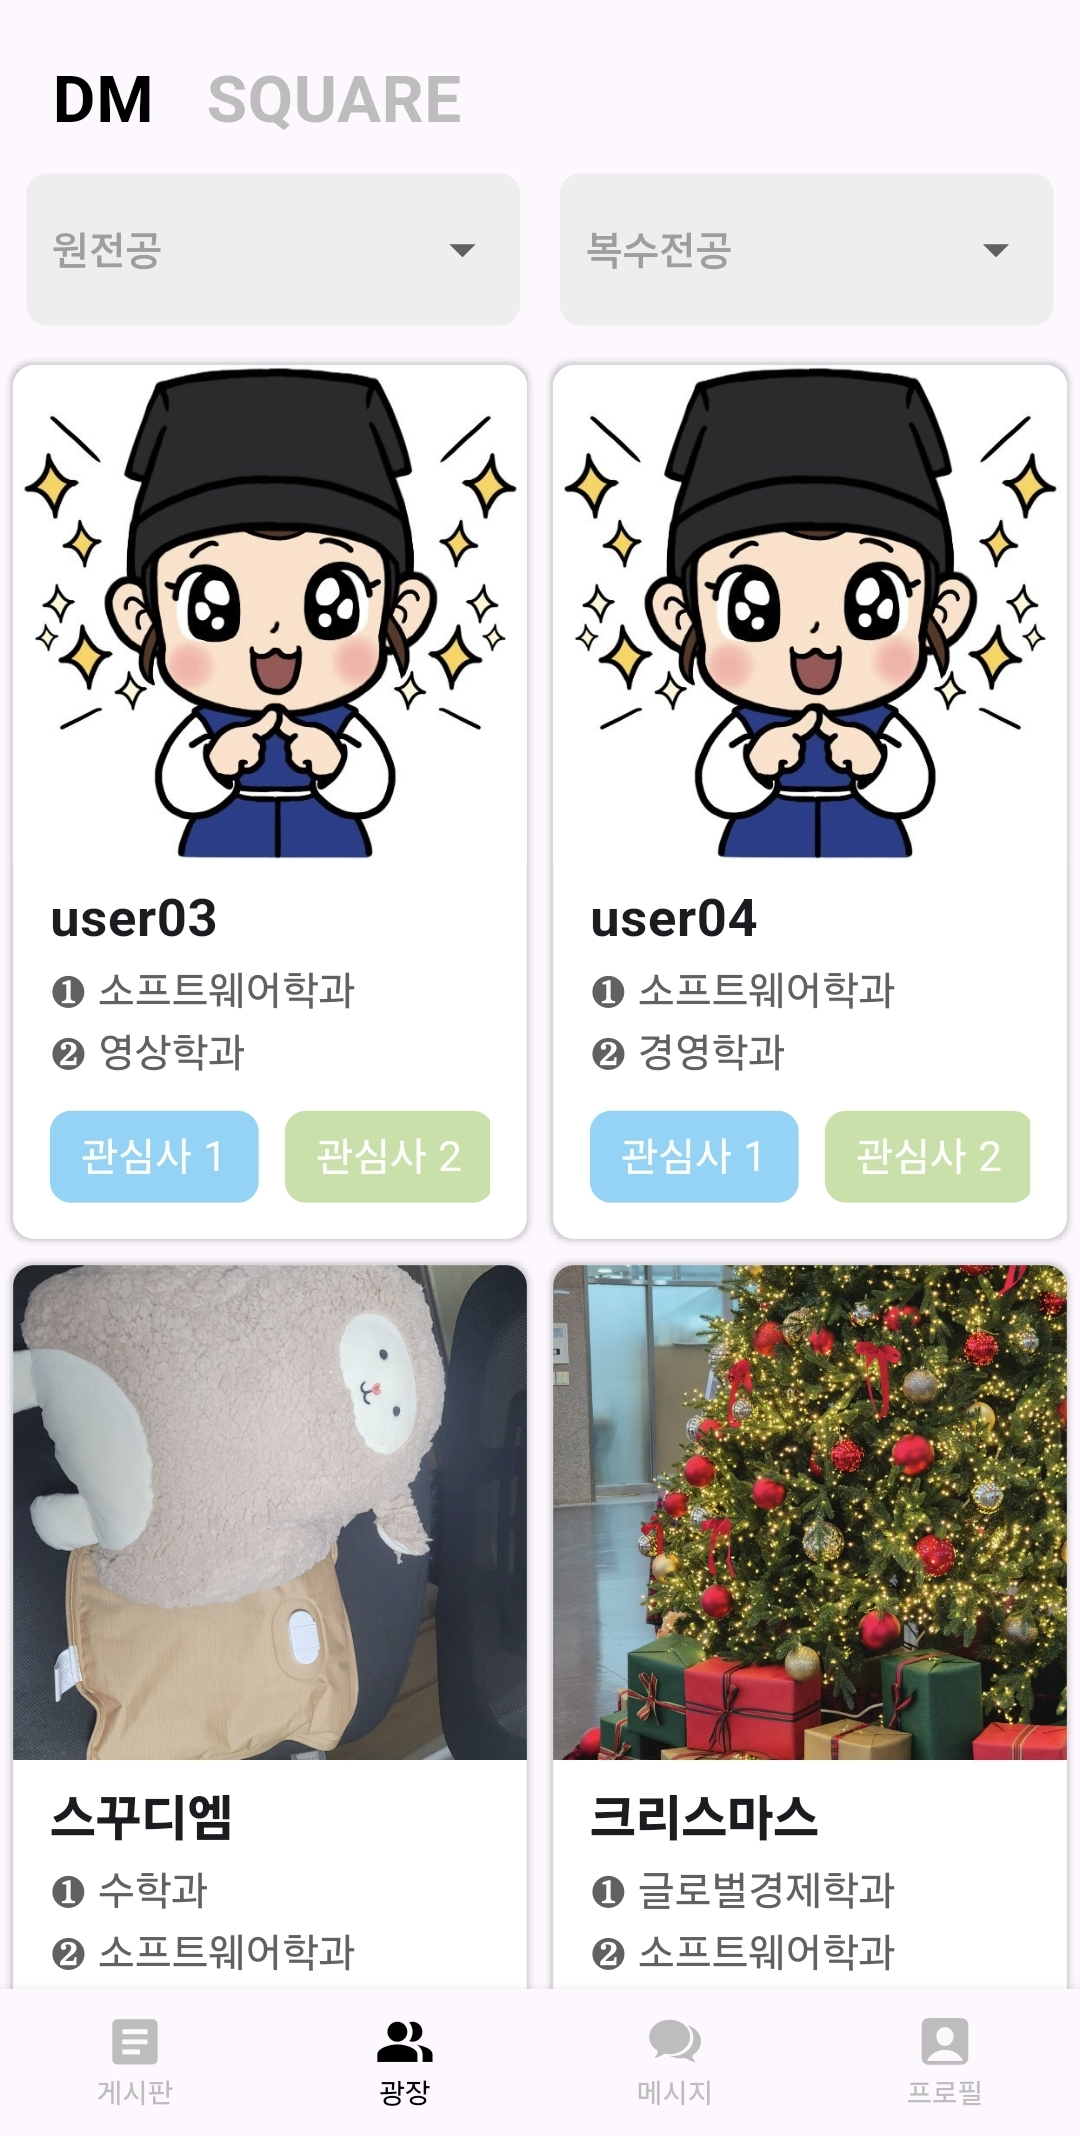 DM SQUARE
원전공 복수전공
user03
❶ 소프트웨어학과
❷ 영상학과
관심사 1 관심사 2
user04
❶ 소프트웨어학과
❷ 경영학과
관심사 1 관심사 2
스꾸디엠
❶ 수학과
❷ 소프트웨어학과
크리스마스
❶ 글로벌경제학과
❷ 소프트웨어학과
게시판 광장 메시지 프로필